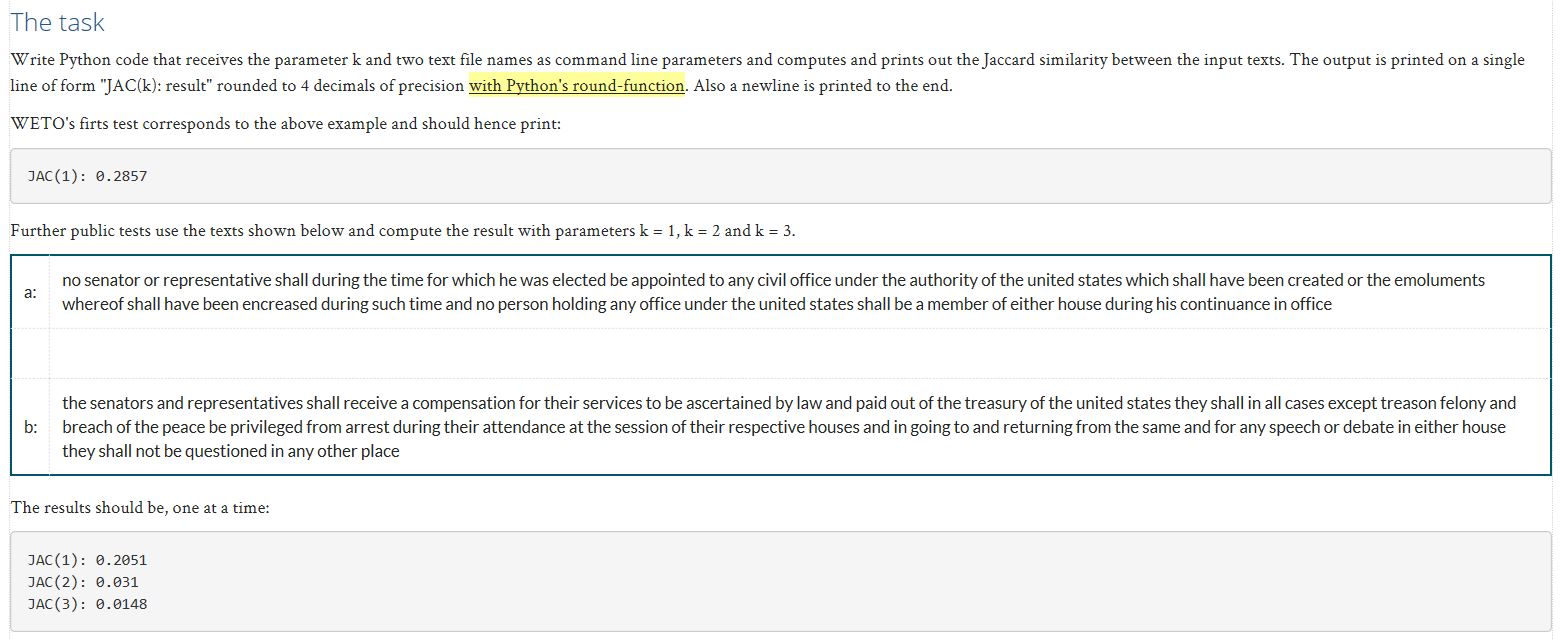 The task
Write Python code that receives the parameter k and two text file names as command line parameters and computes and prints out the Jaccard similarity between the input texts. The output is printed on a single
line of form "JAC(k): result" rounded to 4 decimals of precision with Python's round-function. Also a newline is printed to the end.
WETO's firts test corresponds to the above example and should hence print:
JAC(1): 0.2857
Further public tests use the texts shown below and compute the result with parameters k = 1, k = 2 and k = 3.
a:
no senator or representative shall during the time for which he was elected be appointed to any civil office under the authority of the united states which shall have been created or the emoluments
whereof shall have been encreased during such time and no person holding any office under the united states shall be a member of either house during his continuance in office
b:
the senators and representatives shall receive a compensation for their services to be ascertained by law and paid out of the treasury of the united states they shall in all cases except treason felony and
breach of the peace be privileged from arrest during their attendance at the session of their respective houses and in going to and returning from the same and for any speech or debate in either house
they shall not be questioned in any other place
The results should be, one at a time:
JAC(1): 0.2051
JAC(2): 0.031
JAC(3): 0.0148